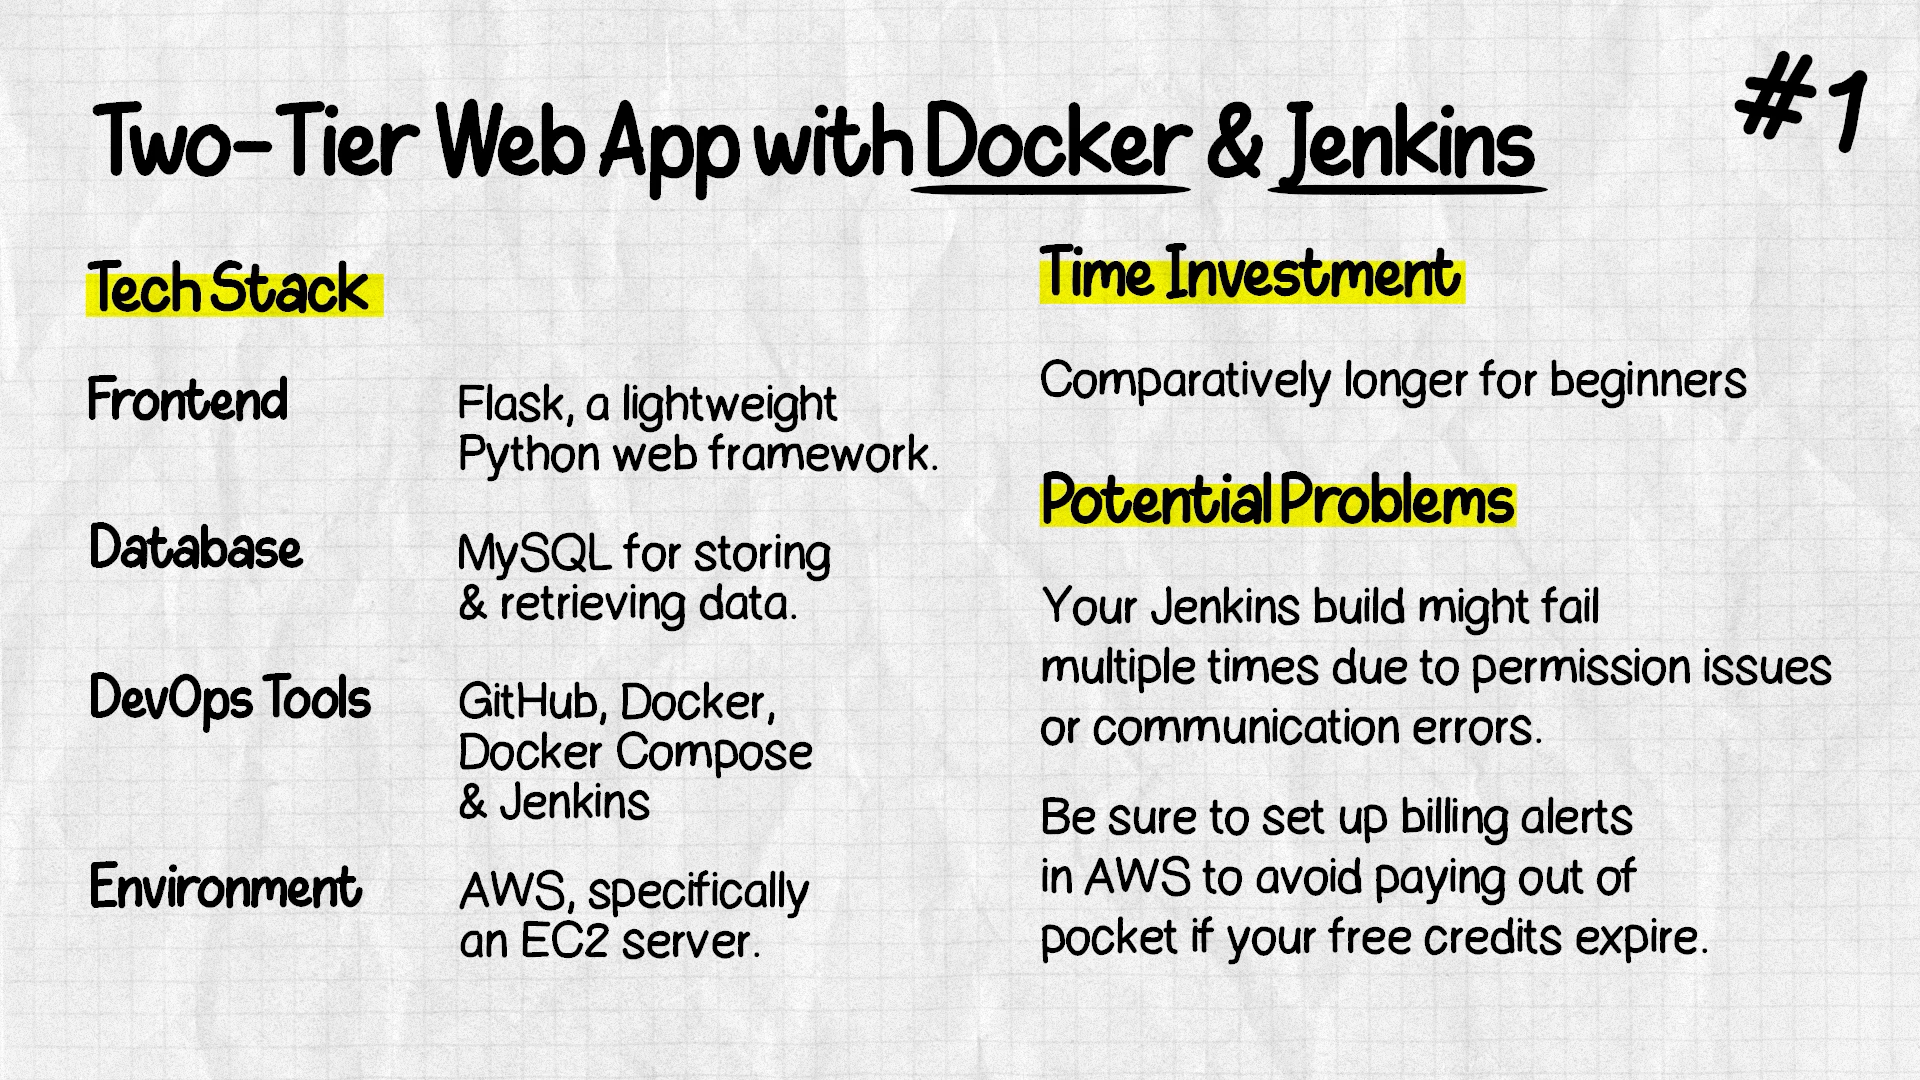 #1
Two-Tier Web App with Docker & Jenkins
Tech Stack
Frontend
Flask, a lightweight
Python web framework.
Database
MySQL for storing
& retrieving data.
DevOps Tools
GitHub, Docker,
Docker Compose
& Jenkins
Environment
AWS, specifically
an EC2 server.
Time Investment
Comparatively longer for beginners
Potential Problems
Your Jenkins build might fail
multiple times due to permission issues
or communication errors.
Be sure to set up billing alerts
in AWS to avoid paying out of
pocket if your free credits expire.